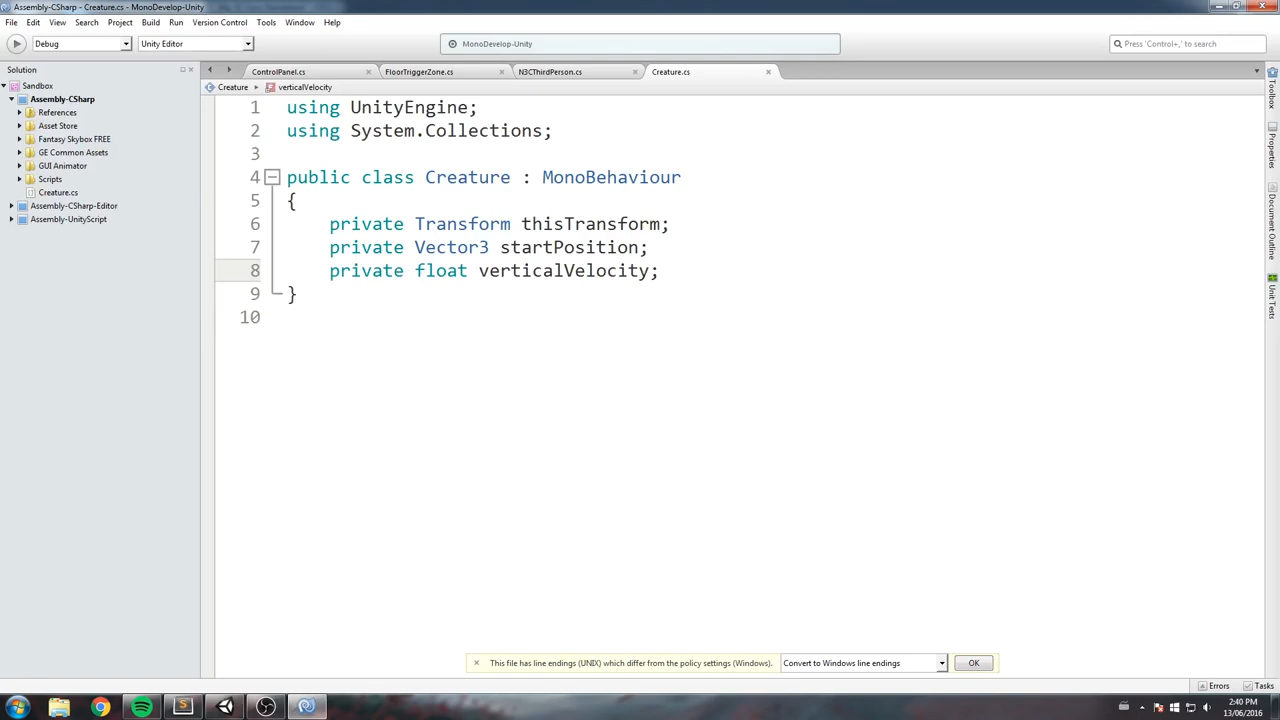 Assembly-CSharp - Creature.cs - MonoDevelop-Unity
File Edit View Search Project Build Run Version Control Tools Window Help
Debug Unity Editor MonoDevelop-Unity Press 'Control+,' to search
Solution
ControlPanel.cs FloorTriggerZone.cs N3CThirdPerson.cs Creature.cs
Creature verticalVelocity
Sandbox
Assembly-CSharp
References
Asset Store
Fantasy Skybox FREE
GE Common Assets
GUI Animator
Scripts
Creature.cs
Assembly-CSharp-Editor
Assembly-UnityScript
1 using UnityEngine;
2 using System.Collections;
3
4 public class Creature : MonoBehaviour
5 {
6 private Transform thisTransform;
7 private Vector3 startPosition;
8 private float verticalVelocity;
9 }
10
Toolbox
Properties
Document Outline
Unit Tests
This file has line endings (UNIX) which differ from the policy settings (Windows). Convert to Windows line endings OK
Errors Tasks
2:40 PM
13/06/2016